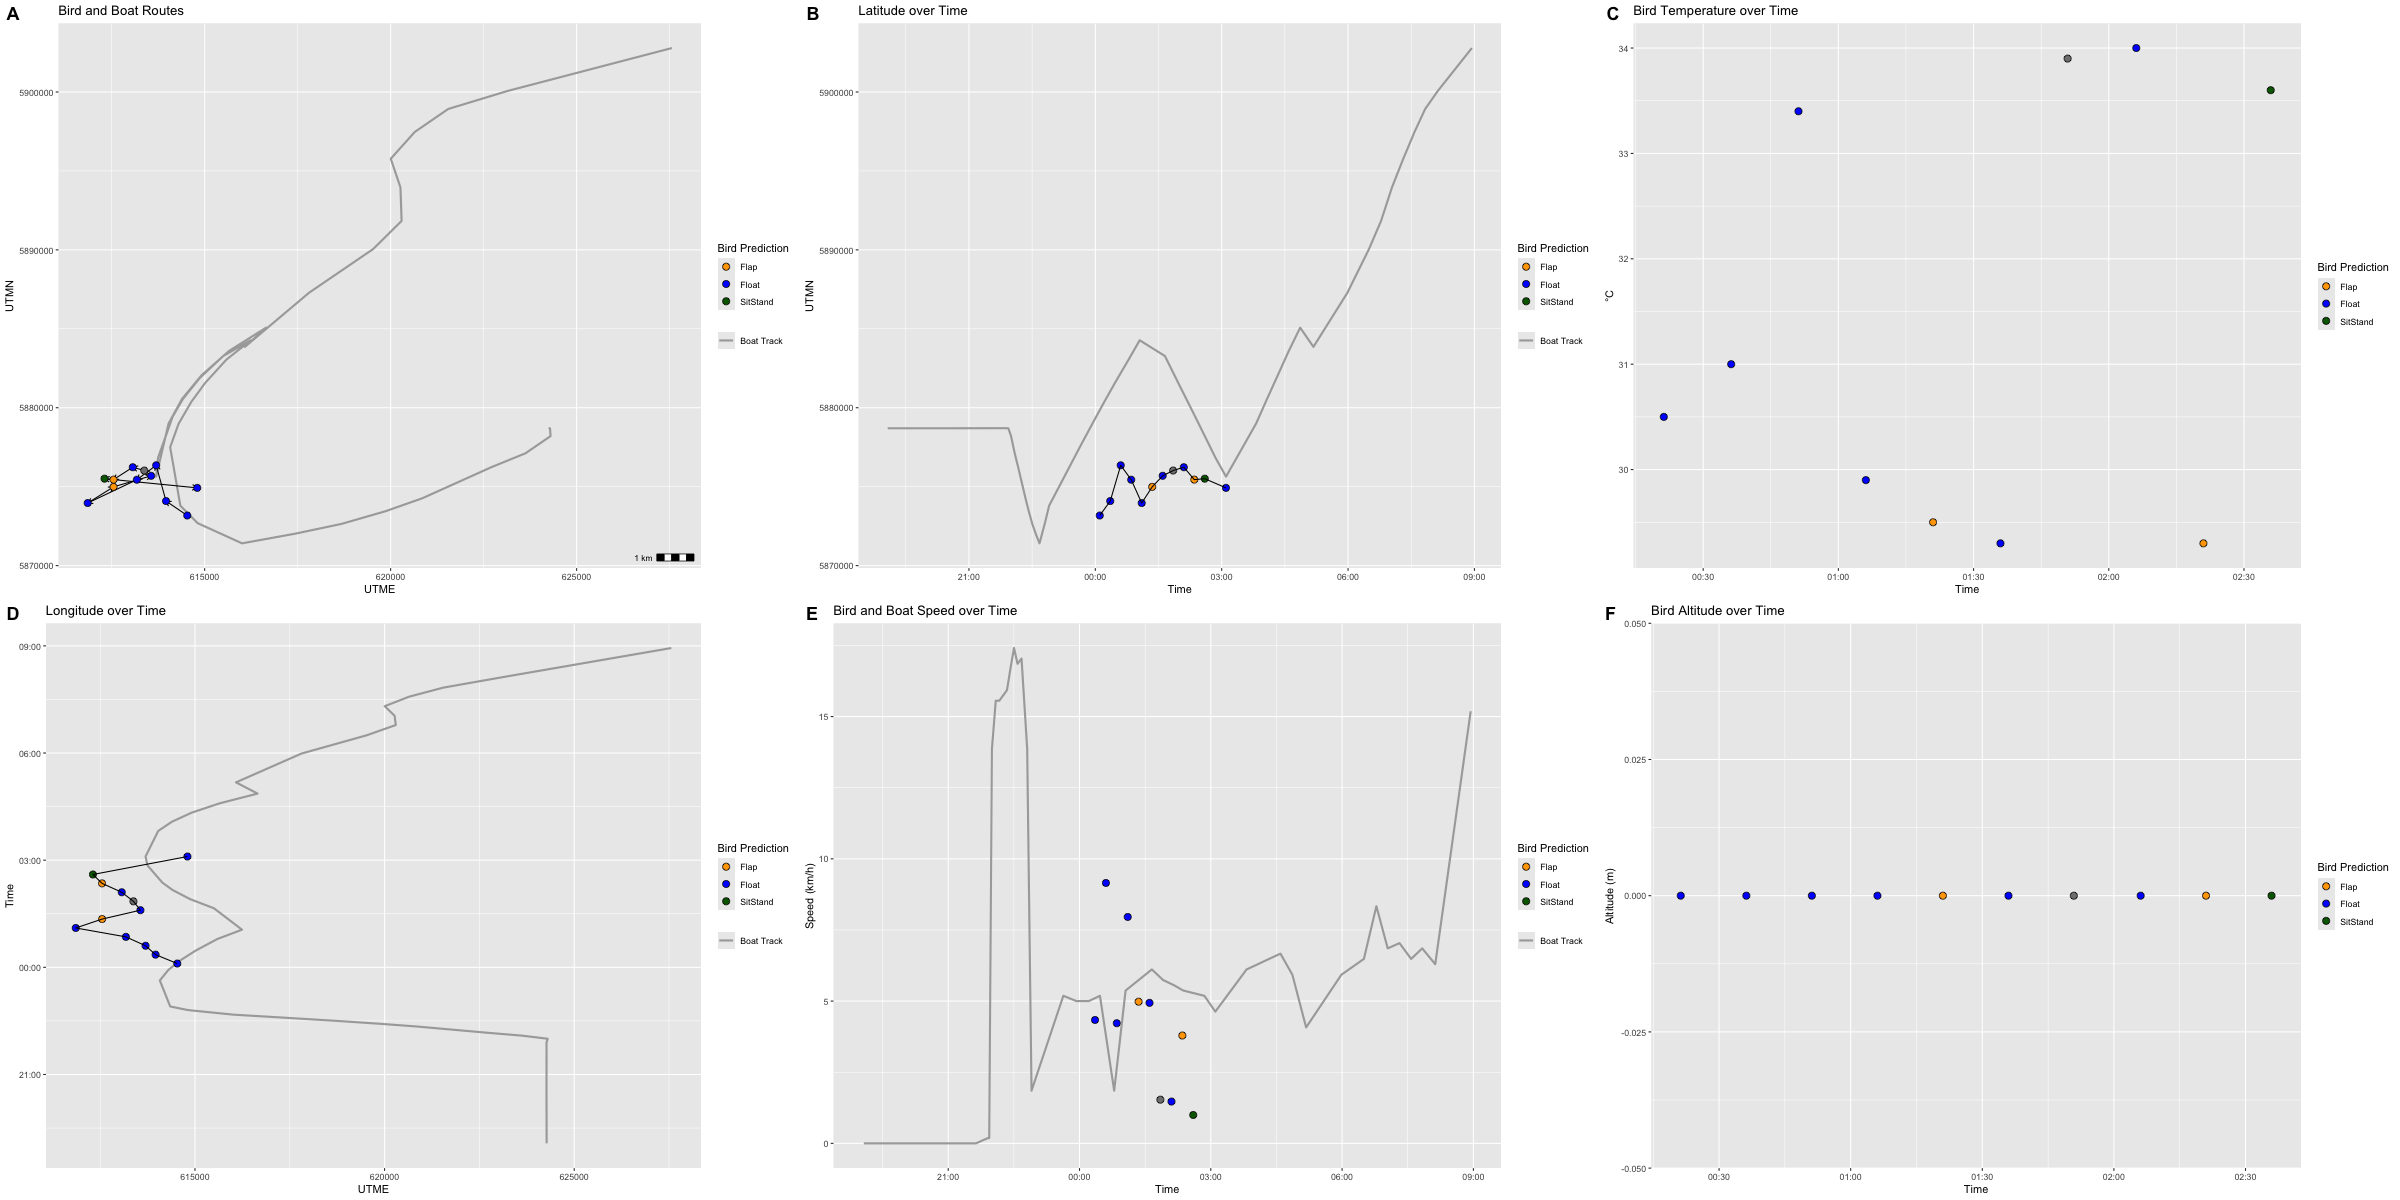 A
Bird and Boat Routes
5900000
5890000
5880000
5870000
UTMN
615000
620000
625000
UTME
1 km
Bird Prediction
Flap
Float
SitStand
Boat Track
B
Latitude over Time
5900000
5890000
5880000
5870000
UTMN
21:00
00:00
03:00
06:00
09:00
Time
Bird Prediction
Flap
Float
SitStand
Boat Track
C
Bird Temperature over Time
34
33
32
31
30
°C
00:30
01:00
01:30
02:00
02:30
Time
Bird Prediction
Flap
Float
SitStand
D
Longitude over Time
09:00
06:00
03:00
00:00
21:00
Time
615000
620000
625000
UTME
Bird Prediction
Flap
Float
SitStand
Boat Track
E
Bird and Boat Speed over Time
15
10
5
0
Speed (km/h)
21:00
00:00
03:00
06:00
09:00
Time
Bird Prediction
Flap
Float
SitStand
Boat Track
F
Bird Altitude over Time
0.050
0.025
0.000
-0.025
-0.050
Altitude (m)
00:30
01:00
01:30
02:00
02:30
Time
Bird Prediction
Flap
Float
SitStand